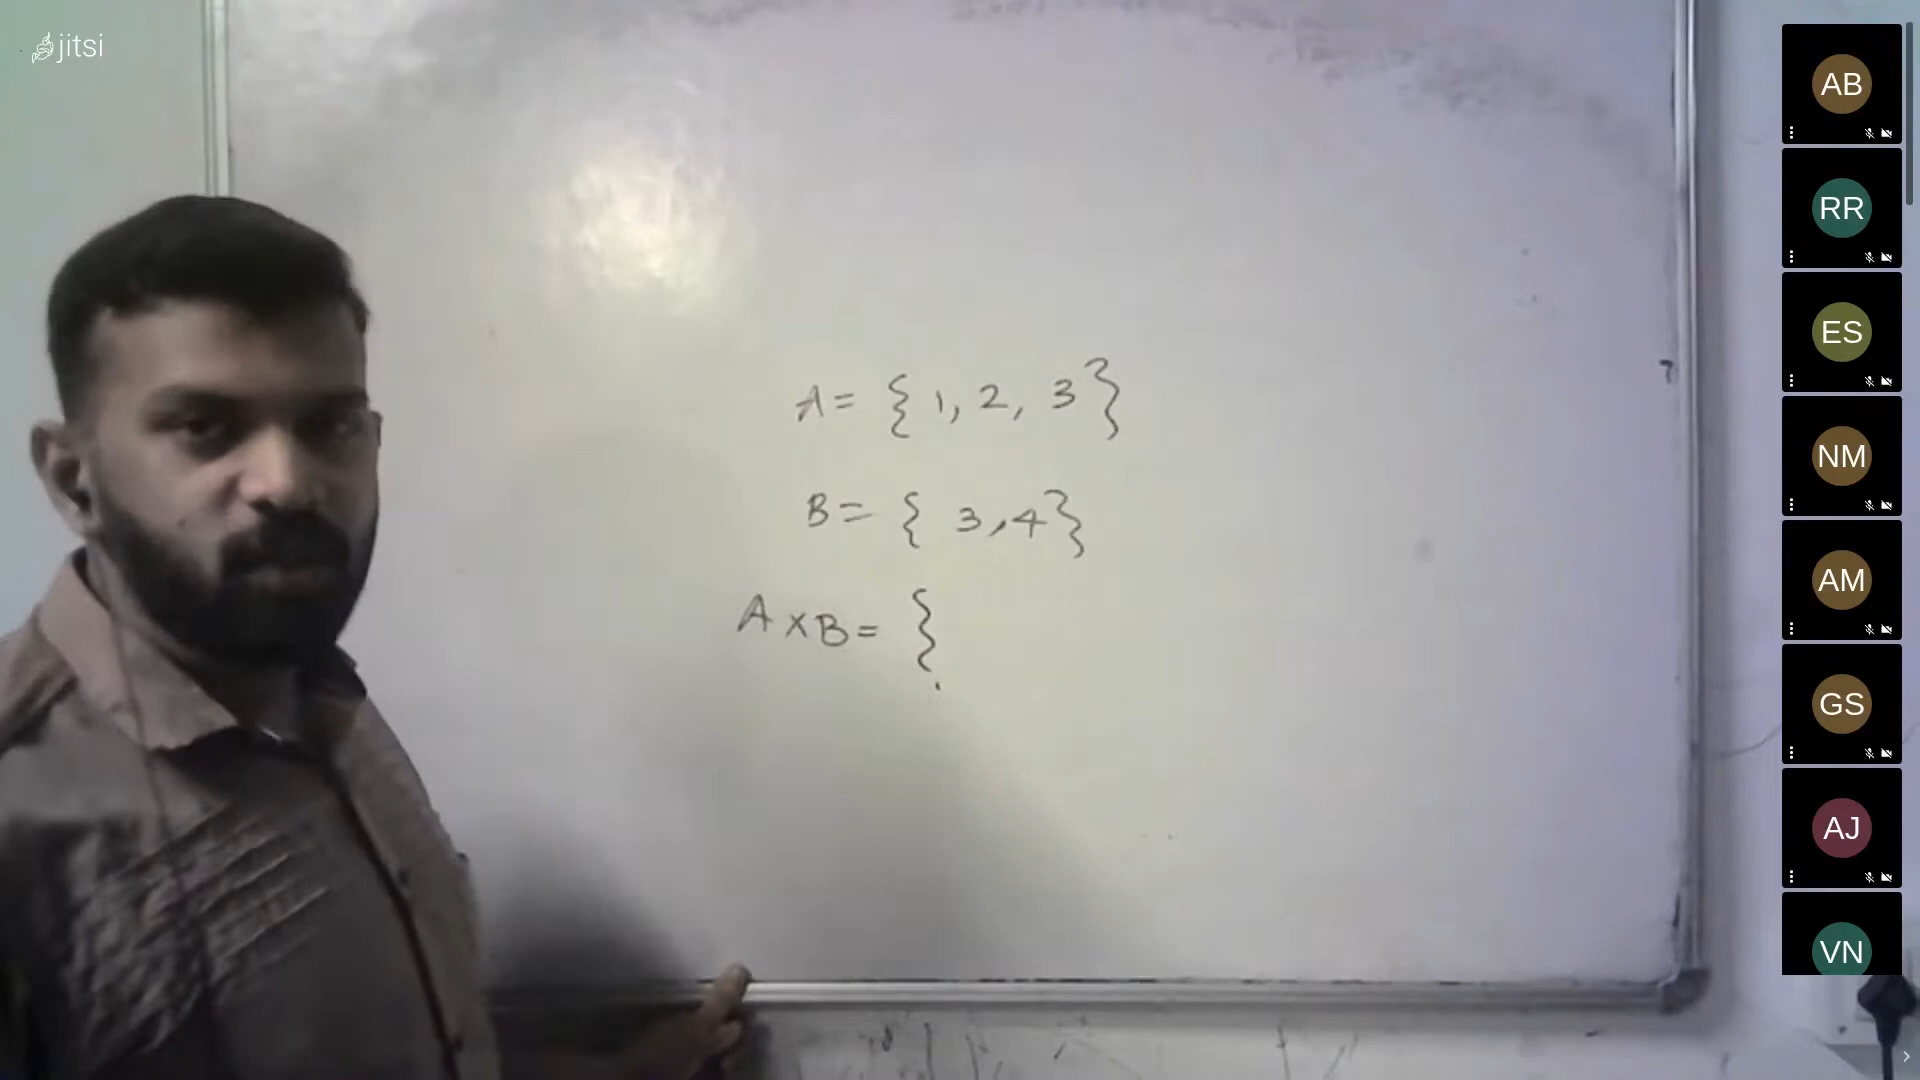 jitsi
A = { 1, 2, 3 }
B = { 3, 4 }
A × B = {
AB
RR
ES
NM
AM
GS
AJ
VN